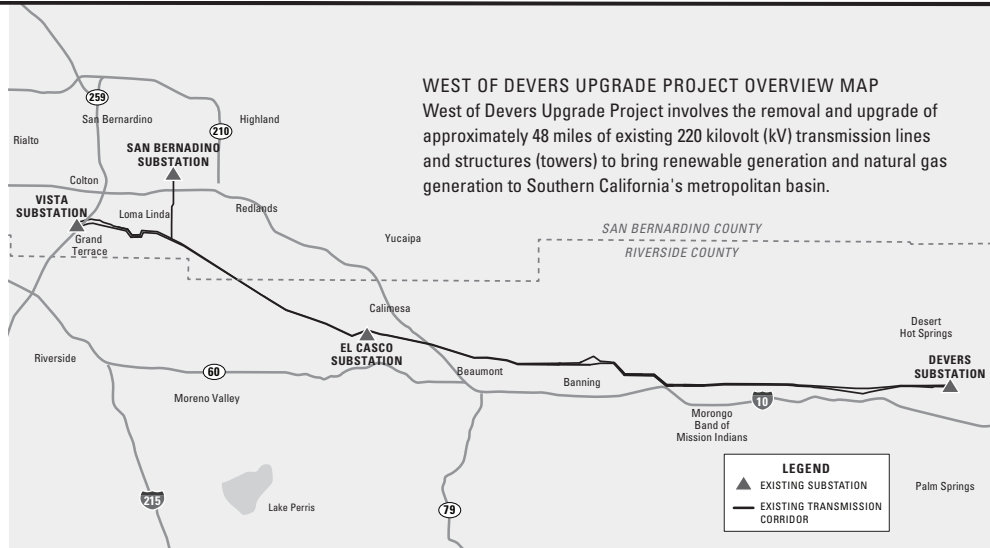 WEST OF DEVERS UPGRADE PROJECT OVERVIEW MAP
West of Devers Upgrade Project involves the removal and upgrade of
approximately 48 miles of existing 220 kilovolt (kV) transmission lines
and structures (towers) to bring renewable generation and natural gas
generation to Southern California's metropolitan basin.
259
San Bernardino
Highland
210
Rialto
SAN BERNADINO
SUBSTATION
Colton
VISTA
SUBSTATION
Loma Linda
Redlands
Grand
Terrace
Yucaipa
SAN BERNARDINO COUNTY
RIVERSIDE COUNTY
Calimesa
Desert
Hot Springs
EL CASCO
SUBSTATION
Riverside
60
Beaumont
DEVERS
SUBSTATION
Banning
Moreno Valley
10
Morongo
Band of
Mission Indians
LEGEND
EXISTING SUBSTATION
EXISTING TRANSMISSION
CORRIDOR
Palm Springs
215
Lake Perris
79